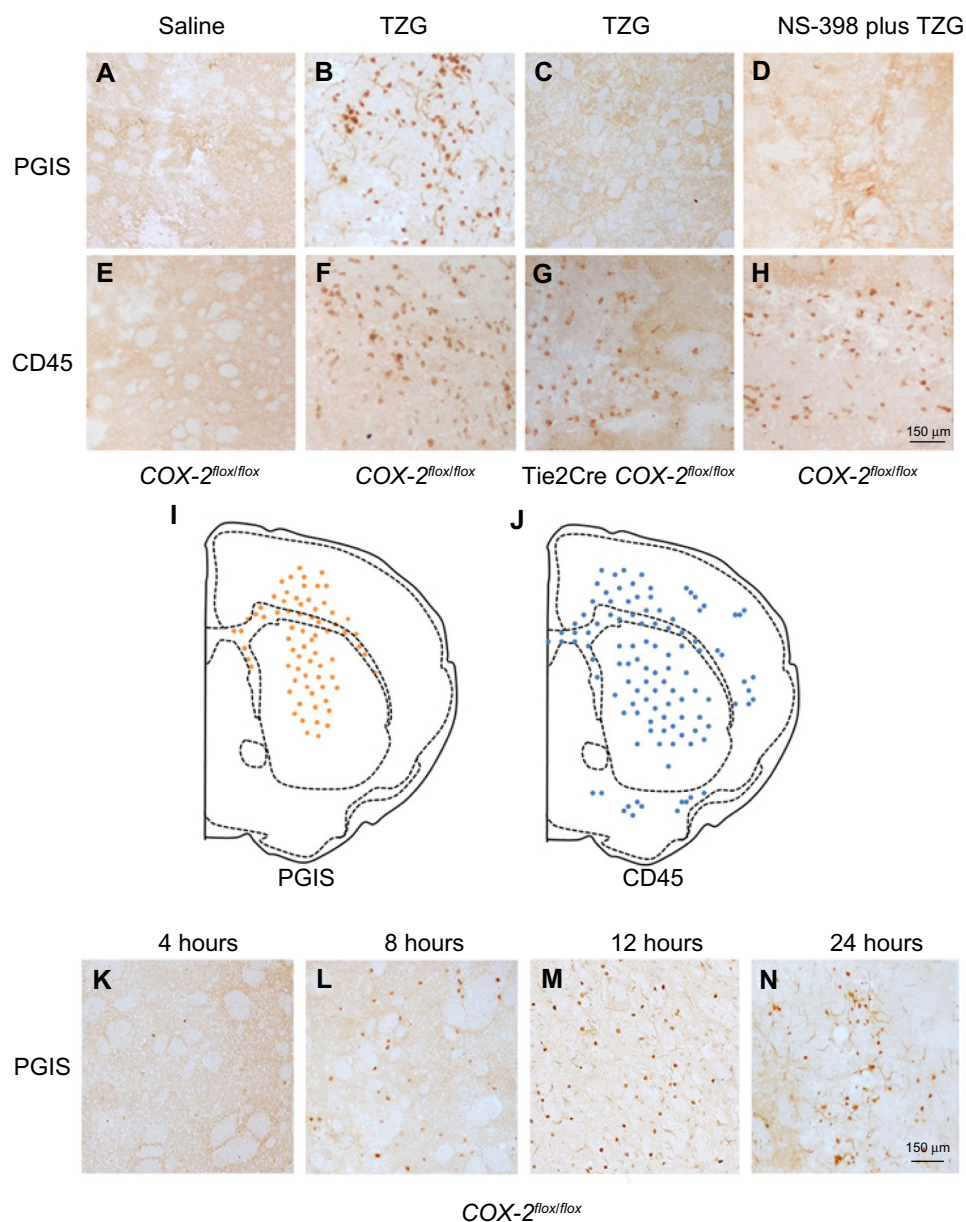 Saline TZG TZG NS-398 plus TZG
A B C D
PGIS
E F G H
CD45
150 µm
COX-2flox/flox COX-2flox/flox Tie2Cre COX-2flox/flox COX-2flox/flox
I J
PGIS CD45
4 hours 8 hours 12 hours 24 hours
K L M N
PGIS
150 µm
COX-2flox/flox